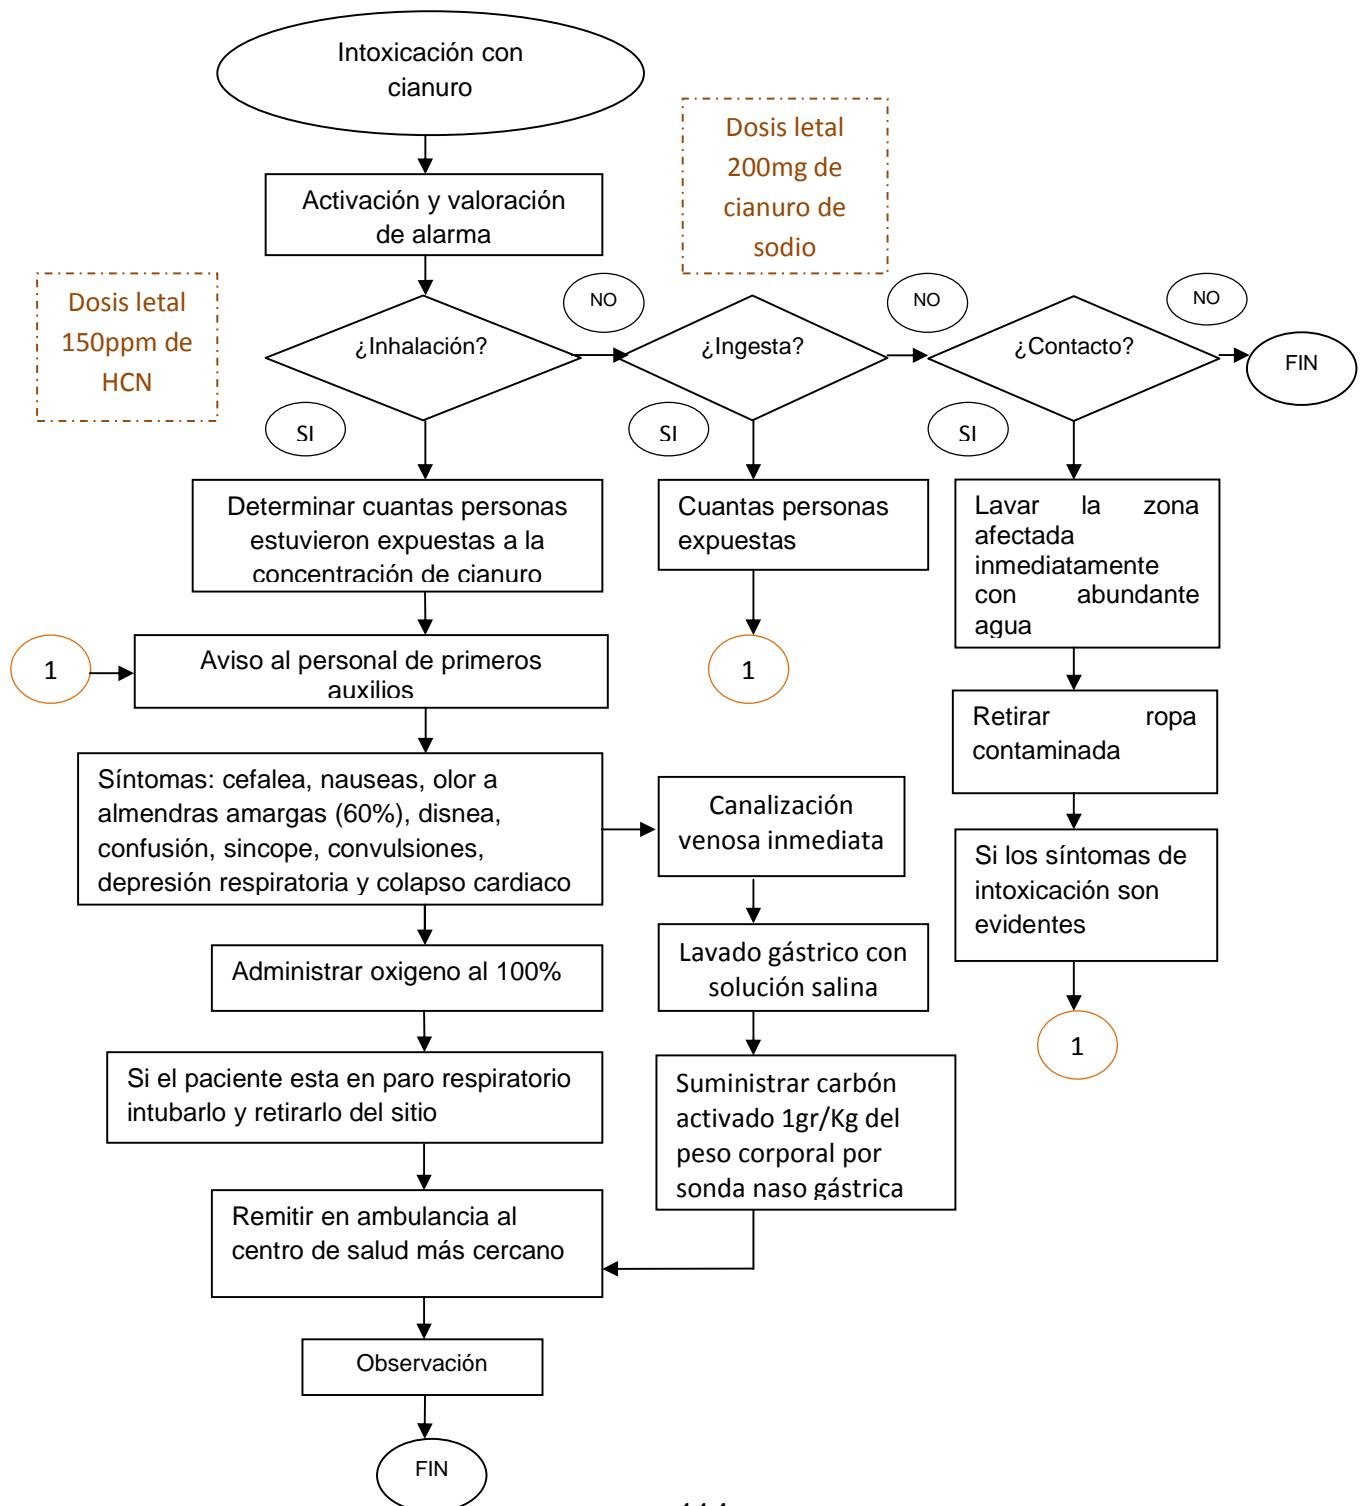 Intoxicación con
cianuro
Dosis letal
200mg de
cianuro de
sodio
Activación y valoración
de alarma
Dosis letal
150ppm de
HCN
NO
NO
NO
¿Inhalación?
¿Ingesta?
¿Contacto?
FIN
SI
SI
SI
Determinar cuantas personas
estuvieron expuestas a la
concentración de cianuro
Cuantas personas
expuestas
Lavar la zona
afectada
inmediatamente
con abundante
agua
1
Aviso al personal de primeros
auxilios
1
Retirar ropa
contaminada
Síntomas: cefalea, nauseas, olor a
almendras amargas (60%), disnea,
confusión, sincope, convulsiones,
depresión respiratoria y colapso cardiaco
Canalización
venosa inmediata
Si los síntomas de
intoxicación son
evidentes
Administrar oxigeno al 100%
Lavado gástrico con
solución salina
1
Si el paciente esta en paro respiratorio
intubarlo y retirarlo del sitio
Suministrar carbón
activado 1gr/Kg del
peso corporal por
sonda naso gástrica
Remitir en ambulancia al
centro de salud más cercano
Observación
FIN